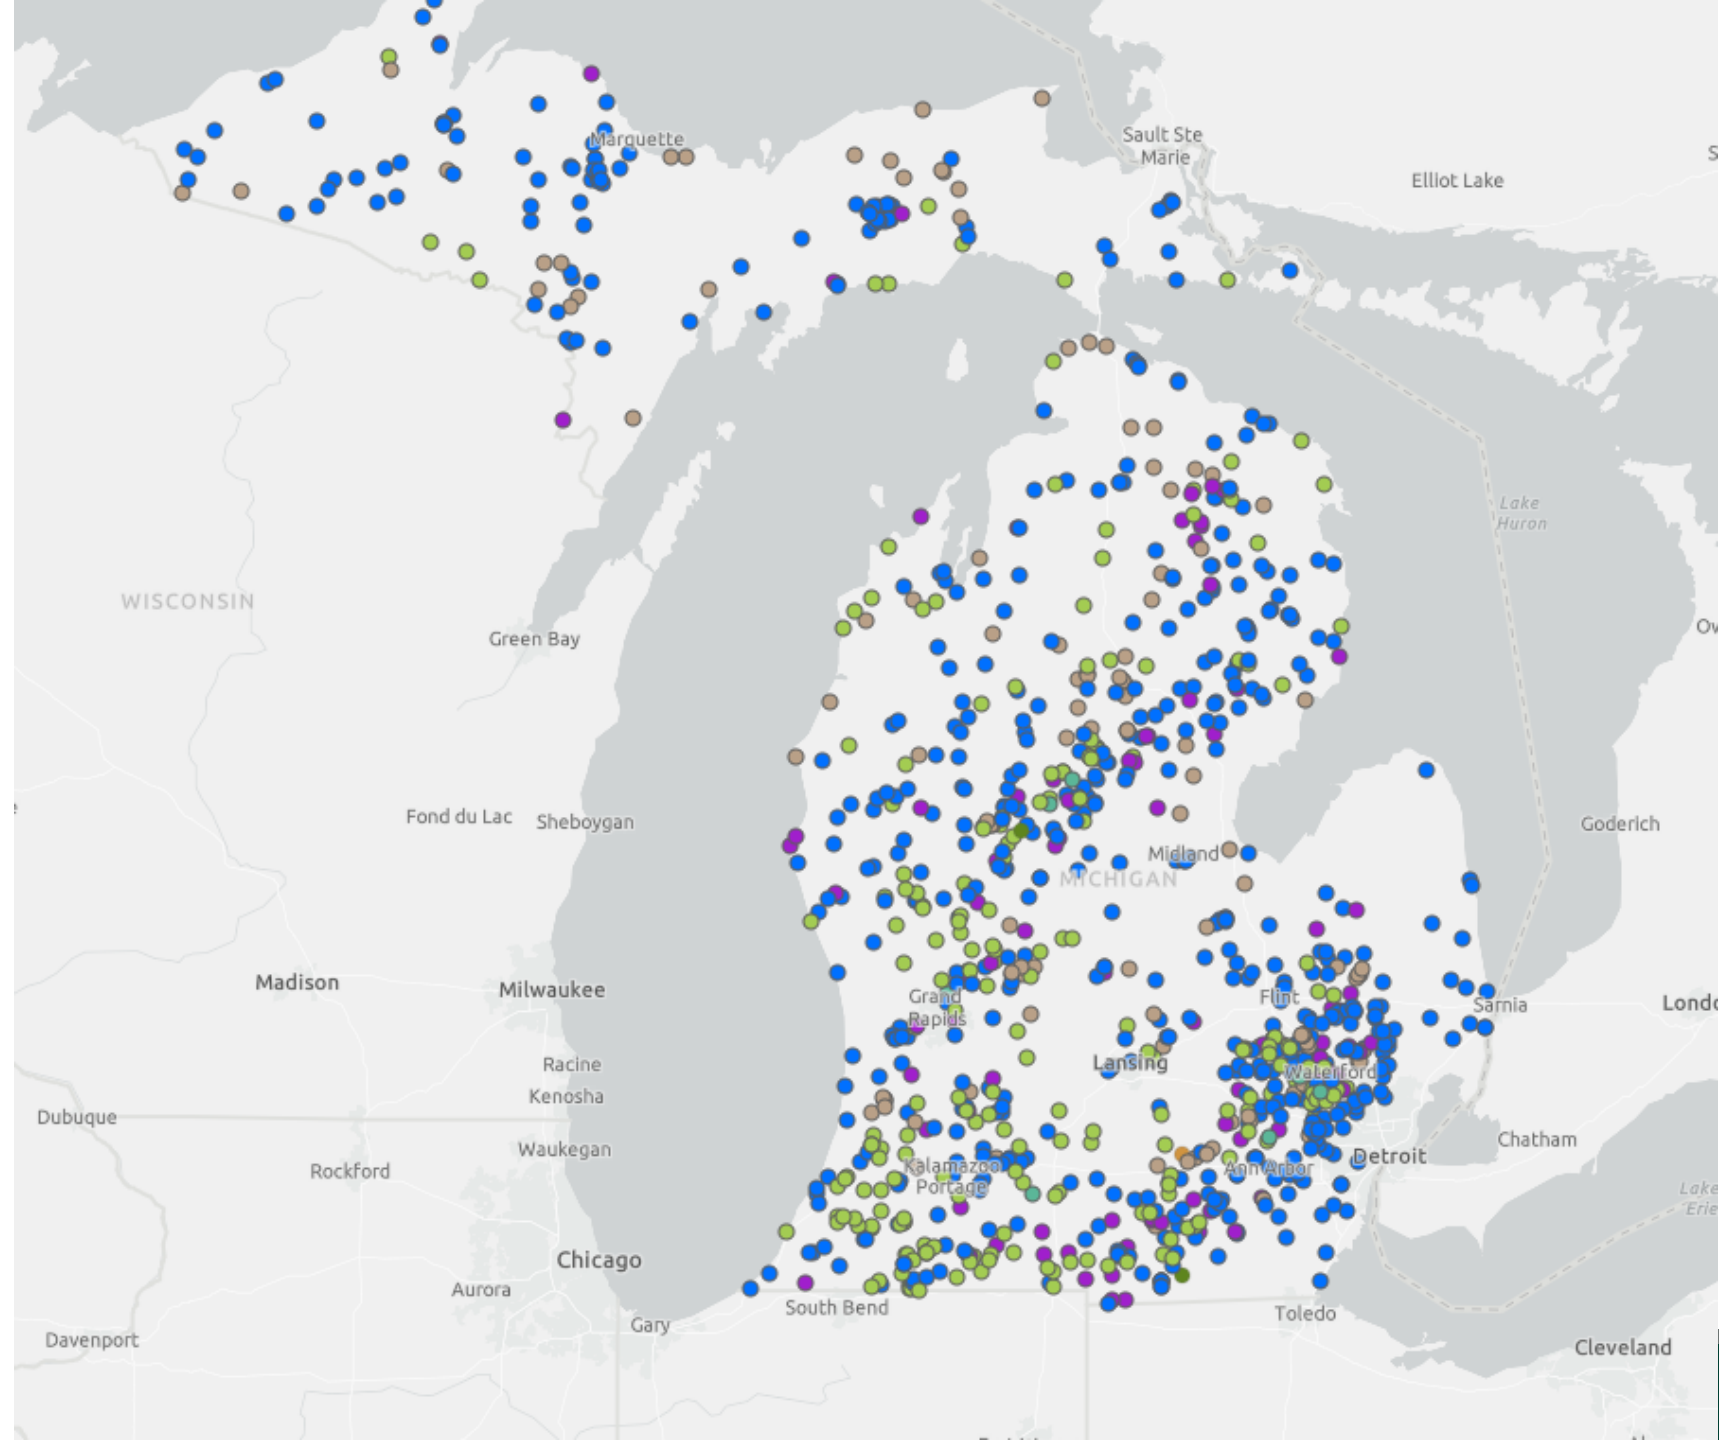 Marquette
Sault Ste
Marie
Elliot Lake
Lake
Huron
WISCONSIN
Green Bay
Fond du Lac
Sheboygan
Midland
MICHIGAN
Goderich
Madison
Milwaukee
Grand
Rapids
Flint
Sarnia
Racine
Lansing
Waterford
Kenosha
Dubuque
Waukegan
Chatham
Rockford
Kalamazoo
Portage
Ann Arbor
Detroit
Lake
Erie
Chicago
Aurora
South Bend
Toledo
Gary
Davenport
Cleveland